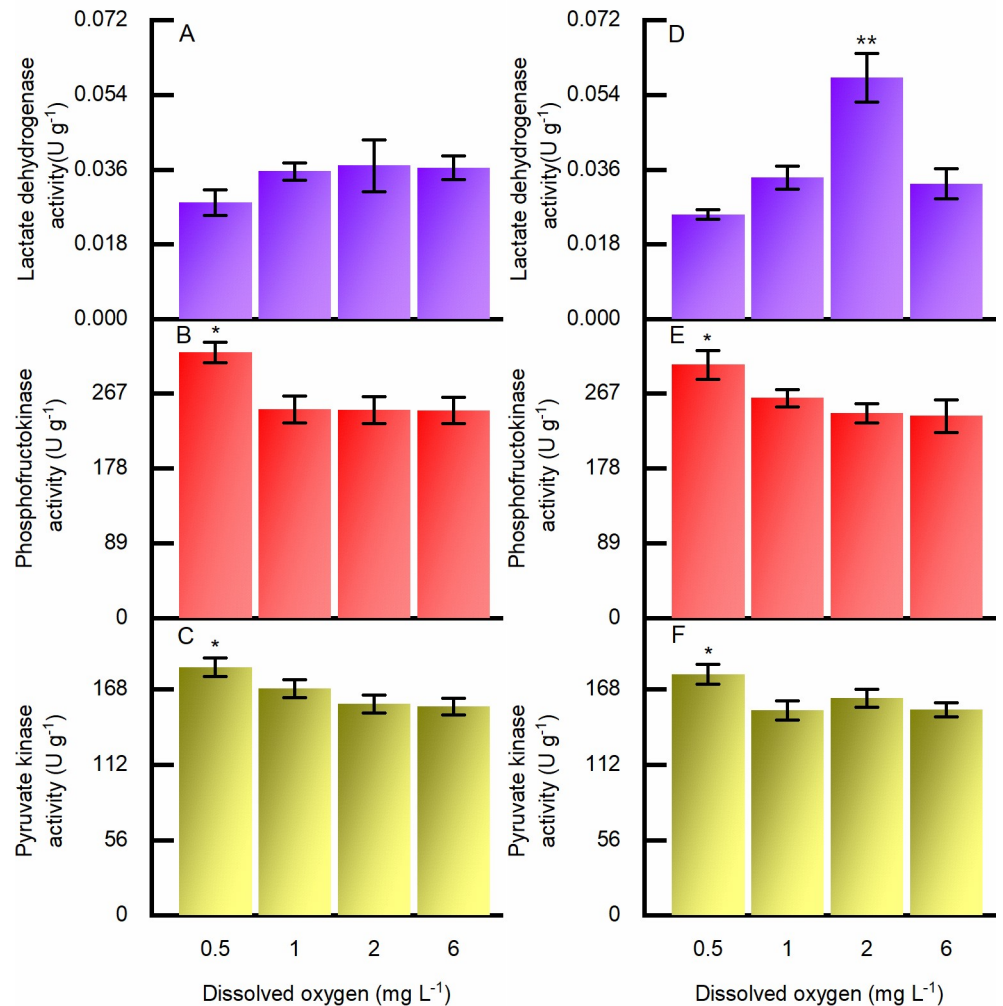 A
Lactate dehydrogenase
activity(U g⁻¹)
0.072
0.054
0.036
0.018
0.000
D
**
Lactate dehydrogenase
activity(U g⁻¹)
0.072
0.054
0.036
0.018
0.000
B
*
Phosphofructokinase
activity (U g⁻¹)
267
178
89
0
E
*
Phosphofructokinase
activity (U g⁻¹)
267
178
89
0
C
*
Pyruvate kinase
activity (U g⁻¹)
168
112
56
0
F
*
Pyruvate kinase
activity (U g⁻¹)
168
112
56
0
0.5 1 2 6
Dissolved oxygen (mg L⁻¹)
0.5 1 2 6
Dissolved oxygen (mg L⁻¹)